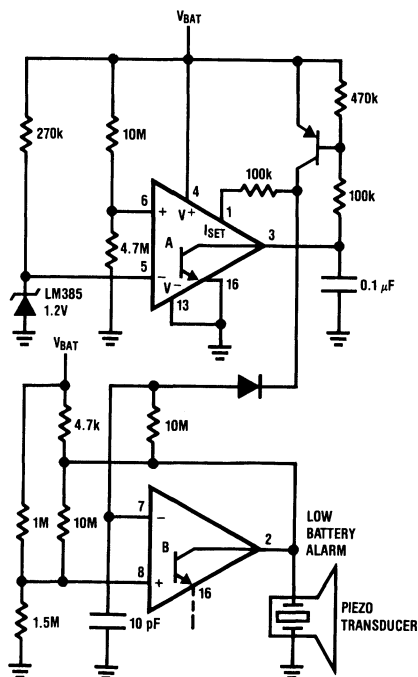 VBAT
270k
10M
470k
100k
100k
4
V+
1
ISET
6
+
A
3
4.7M
5
−
16
V−
13
0.1 μF
LM385
1.2V
VBAT
4.7k
10M
1M
10M
7
−
B
2
8
+
16
1.5M
10 pF
LOW
BATTERY
ALARM
PIEZO
TRANSDUCER